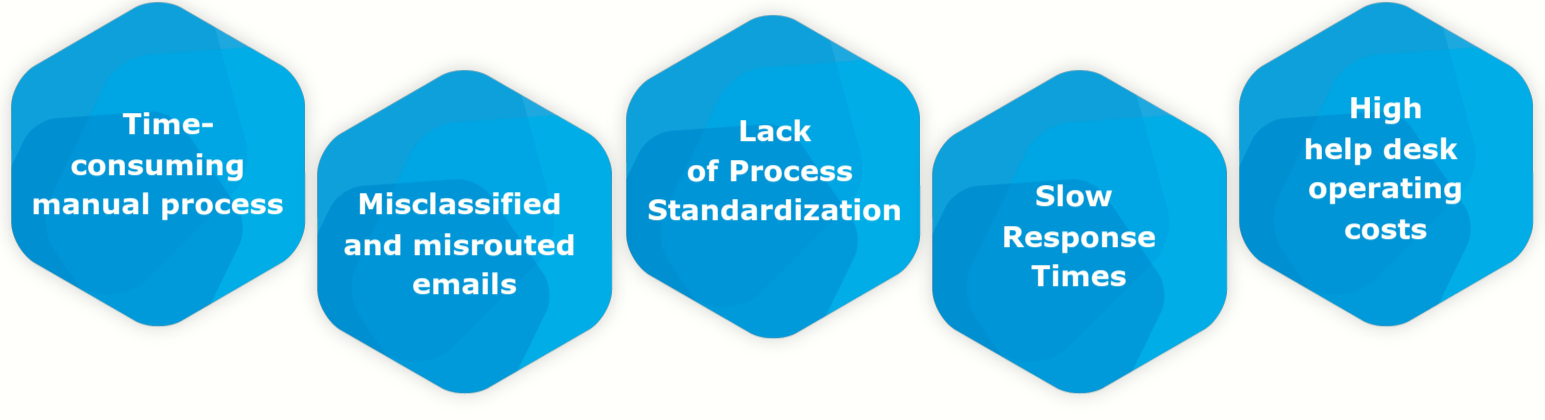 Time-
consuming
manual process
Misclassified
and misrouted
emails
Lack
of Process
Standardization
Slow
Response
Times
High
help desk
operating
costs